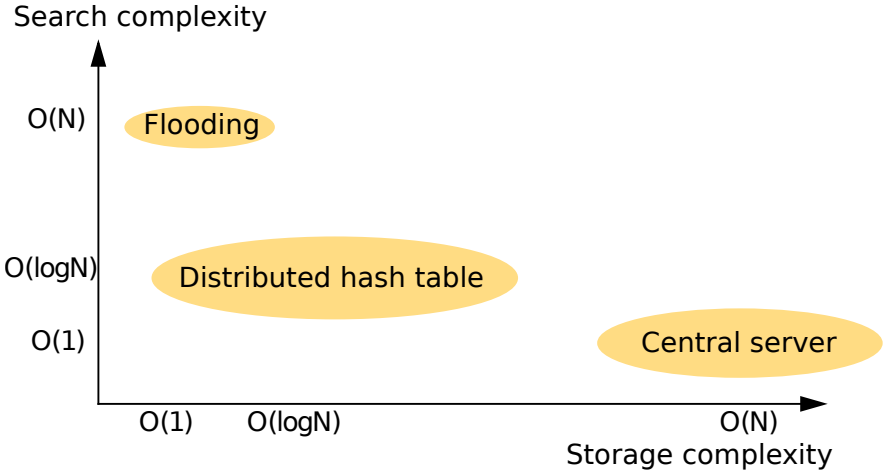 Search complexity
O(N)
Flooding
O(logN)
Distributed hash table
O(1)
Central server
O(1)
O(logN)
O(N)
Storage complexity